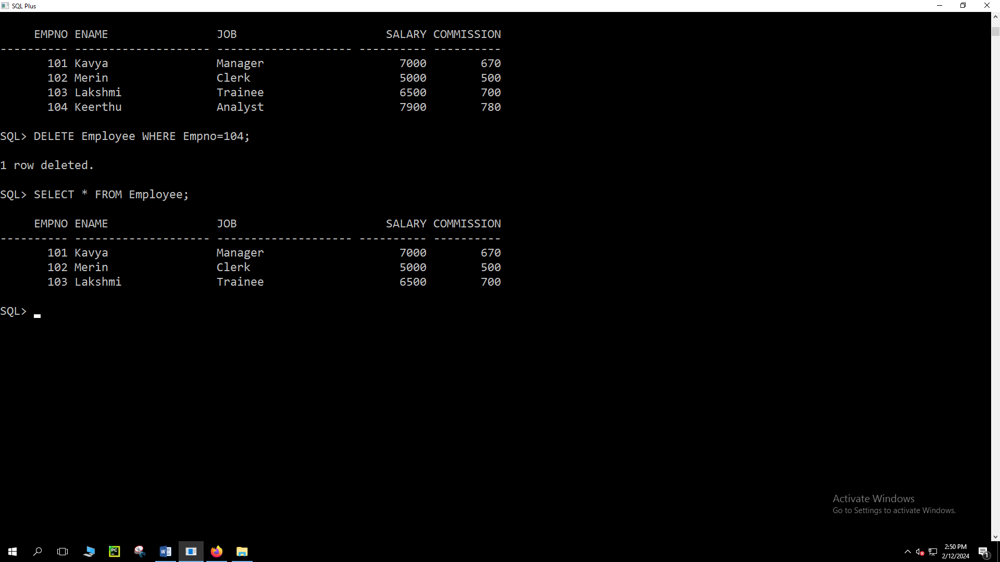 SQL Plus
EMPNO ENAME JOB SALARY COMMISSION
---------- -------------------- -------------------- ---------- ----------
101 Kavya Manager 7000 670
102 Merin Clerk 5000 500
103 Lakshmi Trainee 6500 700
104 Keerthu Analyst 7900 780
SQL> DELETE Employee WHERE Empno=104;
1 row deleted.
SQL> SELECT * FROM Employee;
EMPNO ENAME JOB SALARY COMMISSION
---------- -------------------- -------------------- ---------- ----------
101 Kavya Manager 7000 670
102 Merin Clerk 5000 500
103 Lakshmi Trainee 6500 700
SQL>
Activate Windows
Go to Settings to activate Windows.
PC
W
2:50 PM
2/12/2024
1